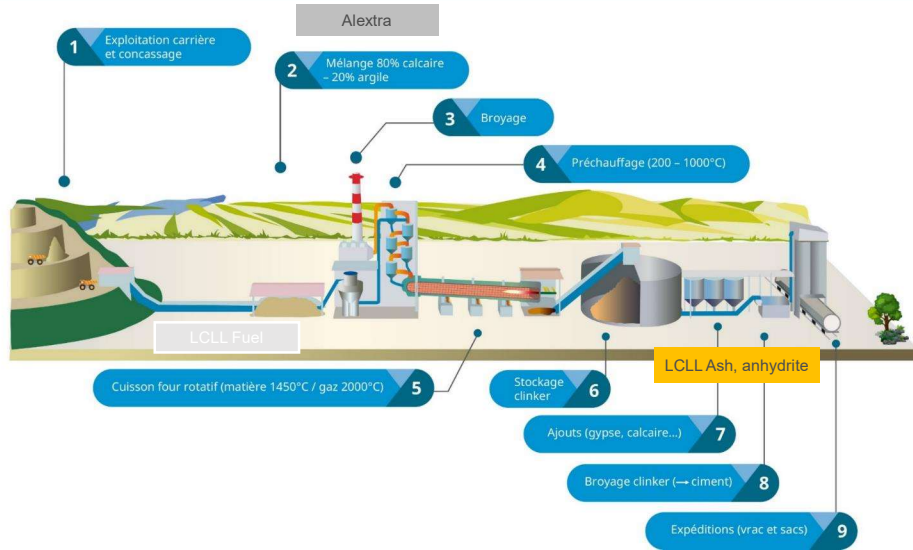 Alextra
1
Exploitation carrière
et concassage
2
Mélange 80% calcaire
– 20% argile
3
Broyage
4
Préchauffage (200 – 1000°C)
LCLL Fuel
LCLL Ash, anhydrite
Cuisson four rotatif (matière 1450°C / gaz 2000°C)
5
Stockage
clinker
6
Ajouts (gypse, calcaire...)
7
Broyage clinker (→ ciment)
8
Expéditions (vrac et sacs)
9